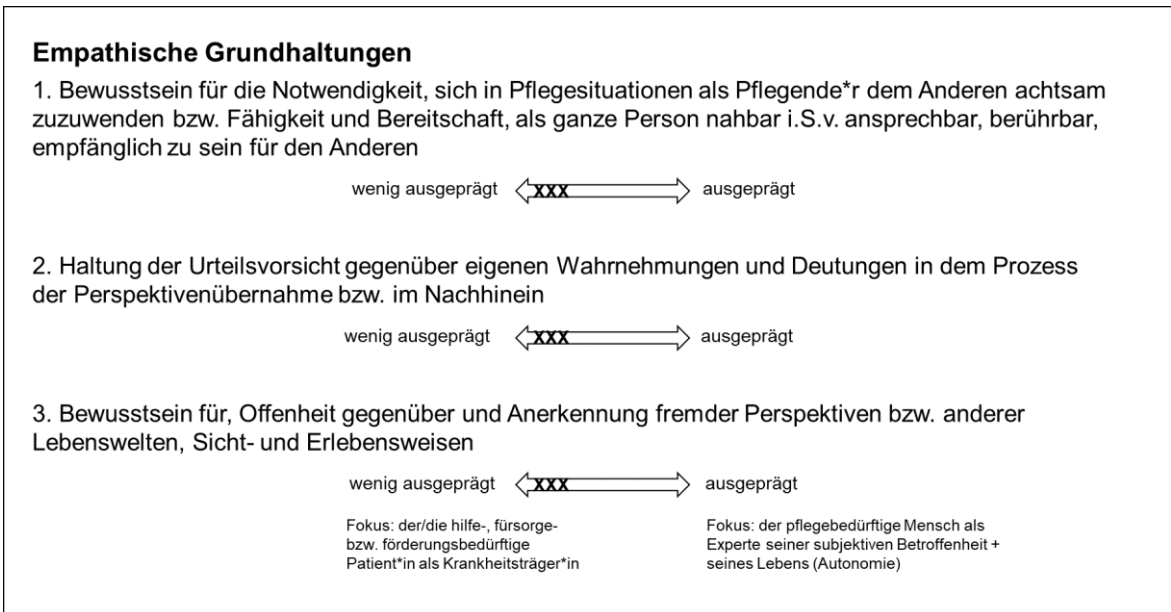 Empathische Grundhaltungen
1. Bewusstsein für die Notwendigkeit, sich in Pflegesituationen als Pflegende*r dem Anderen achtsam
zuzuwenden bzw. Fähigkeit und Bereitschaft, als ganze Person nahbar i.S.v. ansprechbar, berührbar,
empfänglich zu sein für den Anderen
wenig ausgeprägt XXX ausgeprägt
2. Haltung der Urteilsvorsicht gegenüber eigenen Wahrnehmungen und Deutungen in dem Prozess
der Perspektivenübernahme bzw. im Nachhinein
wenig ausgeprägt XXX ausgeprägt
3. Bewusstsein für, Offenheit gegenüber und Anerkennung fremder Perspektiven bzw. anderer
Lebenswelten, Sicht- und Erlebensweisen
wenig ausgeprägt XXX ausgeprägt
Fokus: der/die hilfe-, fürsorge-
bzw. förderungsbedürftige
Patient*in als Krankheitsträger*in
Fokus: der pflegebedürftige Mensch als
Experte seiner subjektiven Betroffenheit +
seines Lebens (Autonomie)